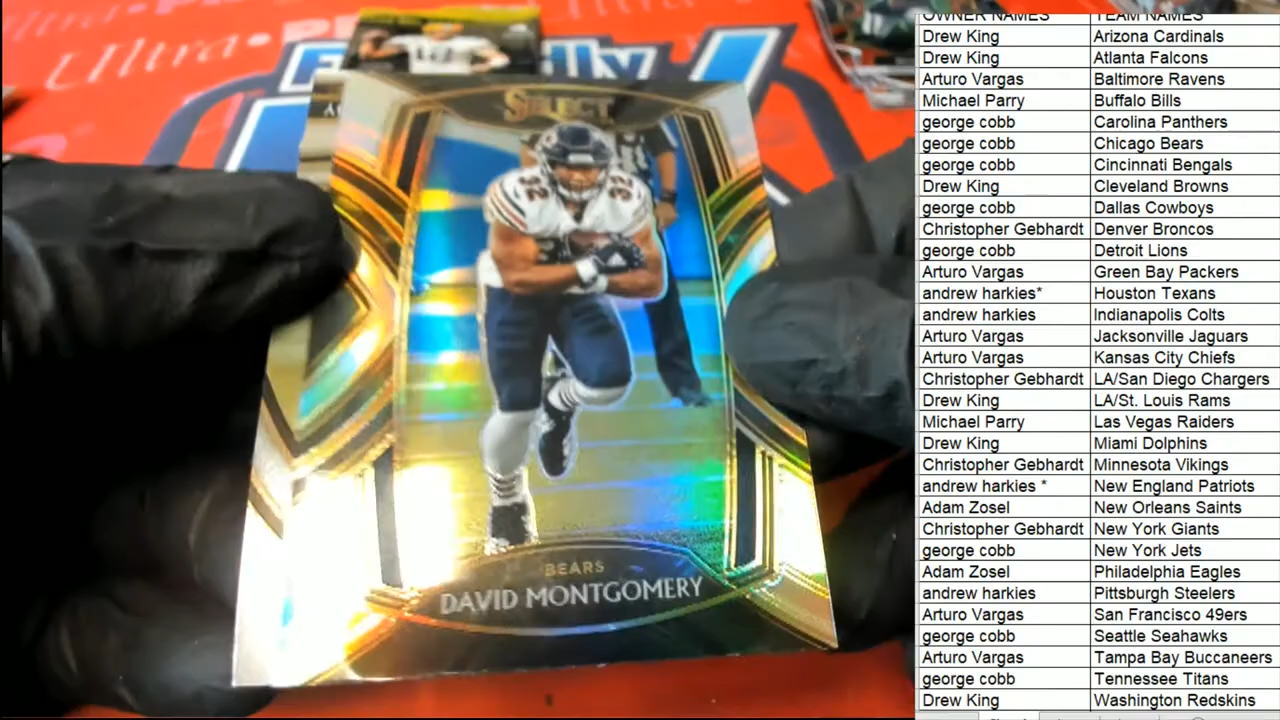 Ultra-PRO
Ultra-PRO
SELECT
32 32
BEARS
DAVID MONTGOMERY
OWNER NAMES TEAM NAMES
Drew King Arizona Cardinals
Drew King Atlanta Falcons
Arturo Vargas Baltimore Ravens
Michael Parry Buffalo Bills
george cobb Carolina Panthers
george cobb Chicago Bears
george cobb Cincinnati Bengals
Drew King Cleveland Browns
george cobb Dallas Cowboys
Christopher Gebhardt Denver Broncos
george cobb Detroit Lions
Arturo Vargas Green Bay Packers
andrew harkies* Houston Texans
andrew harkies Indianapolis Colts
Arturo Vargas Jacksonville Jaguars
Arturo Vargas Kansas City Chiefs
Christopher Gebhardt LA/San Diego Chargers
Drew King LA/St. Louis Rams
Michael Parry Las Vegas Raiders
Drew King Miami Dolphins
Christopher Gebhardt Minnesota Vikings
andrew harkies * New England Patriots
Adam Zosel New Orleans Saints
Christopher Gebhardt New York Giants
george cobb New York Jets
Adam Zosel Philadelphia Eagles
andrew harkies Pittsburgh Steelers
Arturo Vargas San Francisco 49ers
george cobb Seattle Seahawks
Arturo Vargas Tampa Bay Buccaneers
george cobb Tennessee Titans
Drew King Washington Redskins